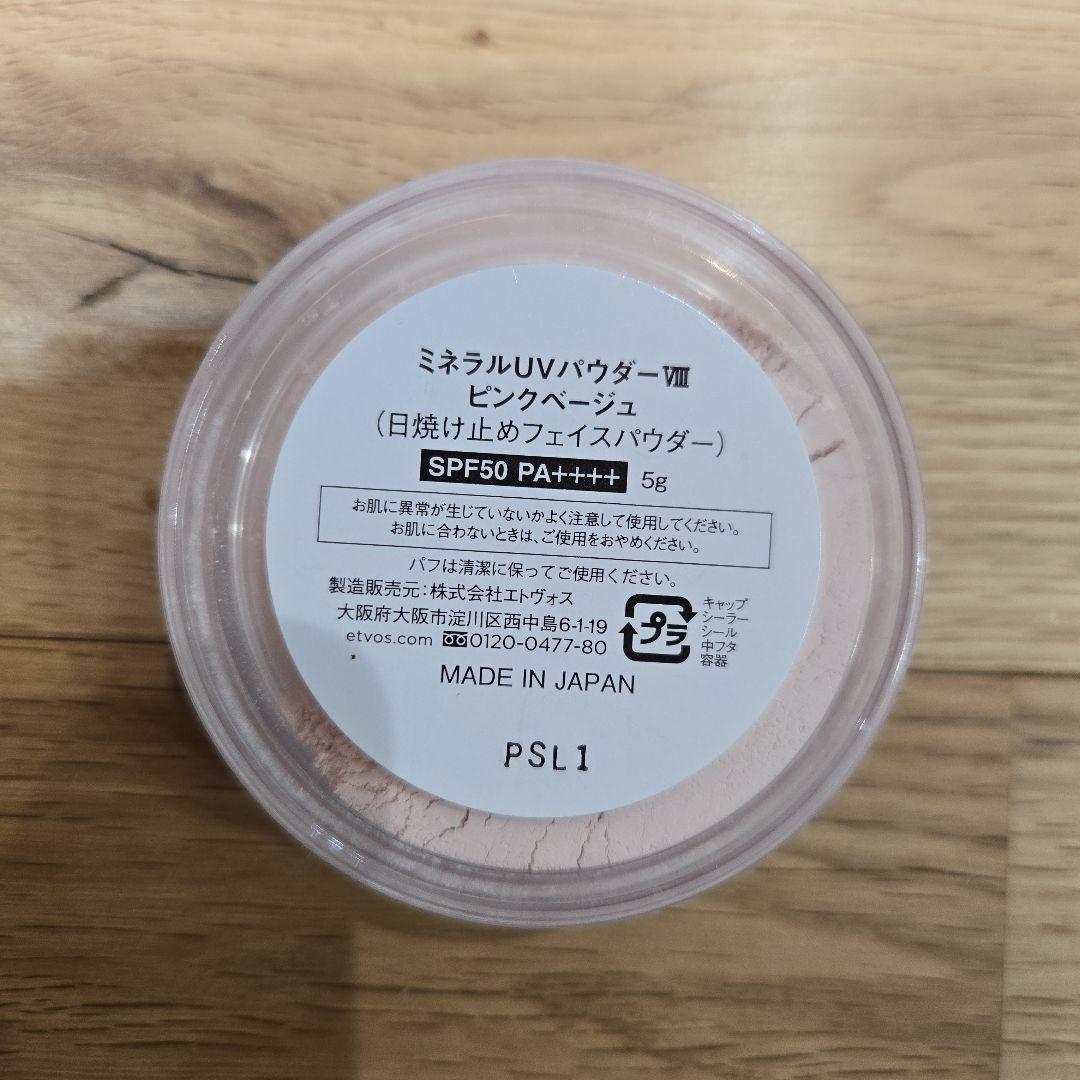 ミネラルUVパウダーⅧ
ピンクベージュ
(日焼け止めフェイスパウダー)
SPF50 PA++++ 5g
お肌に異常が生じていないかよく注意して使用してください。
お肌に合わないときは、ご使用をおやめください。
パフは清潔に保ってご使用ください。
製造販売元:株式会社エトヴォス
大阪府大阪市淀川区西中島6-1-19
etvos.com 0120-0477-80
プラ
キャップ
シーラー
シール
中フタ
容器
MADE IN JAPAN
PSL1